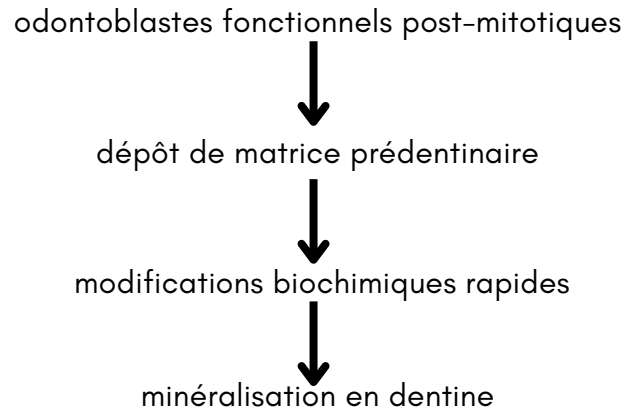 odontoblastes fonctionnels post-mitotiques
dépôt de matrice prédentinaire
modifications biochimiques rapides
minéralisation en dentine